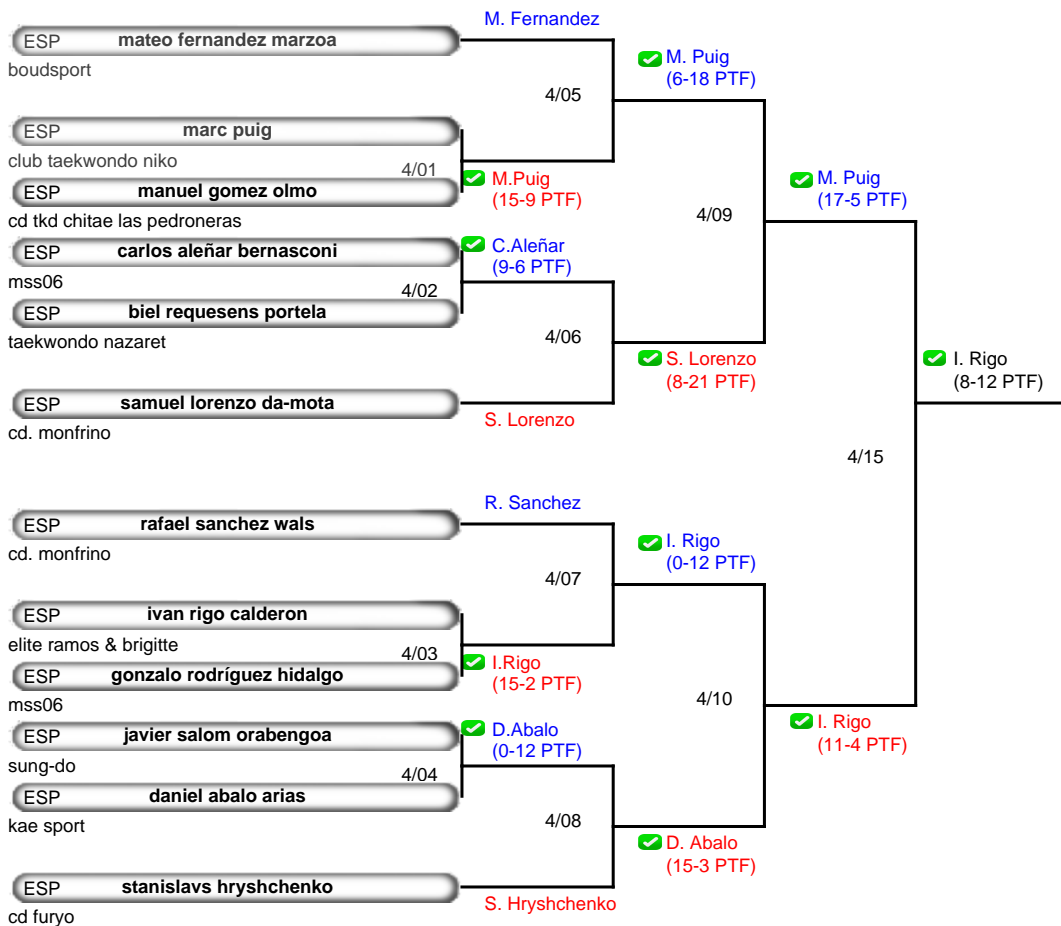 M. Fernandez
ESP mateo fernandez marzoa
boudsport
M. Puig
(6-18 PTF)
4/05
ESP marc puig
club taekwondo niko
4/01
ESP manuel gomez olmo
cd tkd chitae las pedroneras
M.Puig
(15-9 PTF)
M. Puig
(17-5 PTF)
4/09
ESP carlos aleñar bernasconi
mss06
C.Aleñar
(9-6 PTF)
4/02
ESP biel requesens portela
taekwondo nazaret
4/06
S. Lorenzo
(8-21 PTF)
I. Rigo
(8-12 PTF)
ESP samuel lorenzo da-mota
cd. monfrino
S. Lorenzo
4/15
R. Sanchez
ESP rafael sanchez wals
cd. monfrino
I. Rigo
(0-12 PTF)
4/07
ESP ivan rigo calderon
elite ramos & brigitte
4/03
ESP gonzalo rodríguez hidalgo
mss06
I.Rigo
(15-2 PTF)
4/10
I. Rigo
(11-4 PTF)
ESP javier salom orabengoa
sung-do
D.Abalo
(0-12 PTF)
4/04
ESP daniel abalo arias
kae sport
4/08
D. Abalo
(15-3 PTF)
ESP stanislavs hryshchenko
cd furyo
S. Hryshchenko